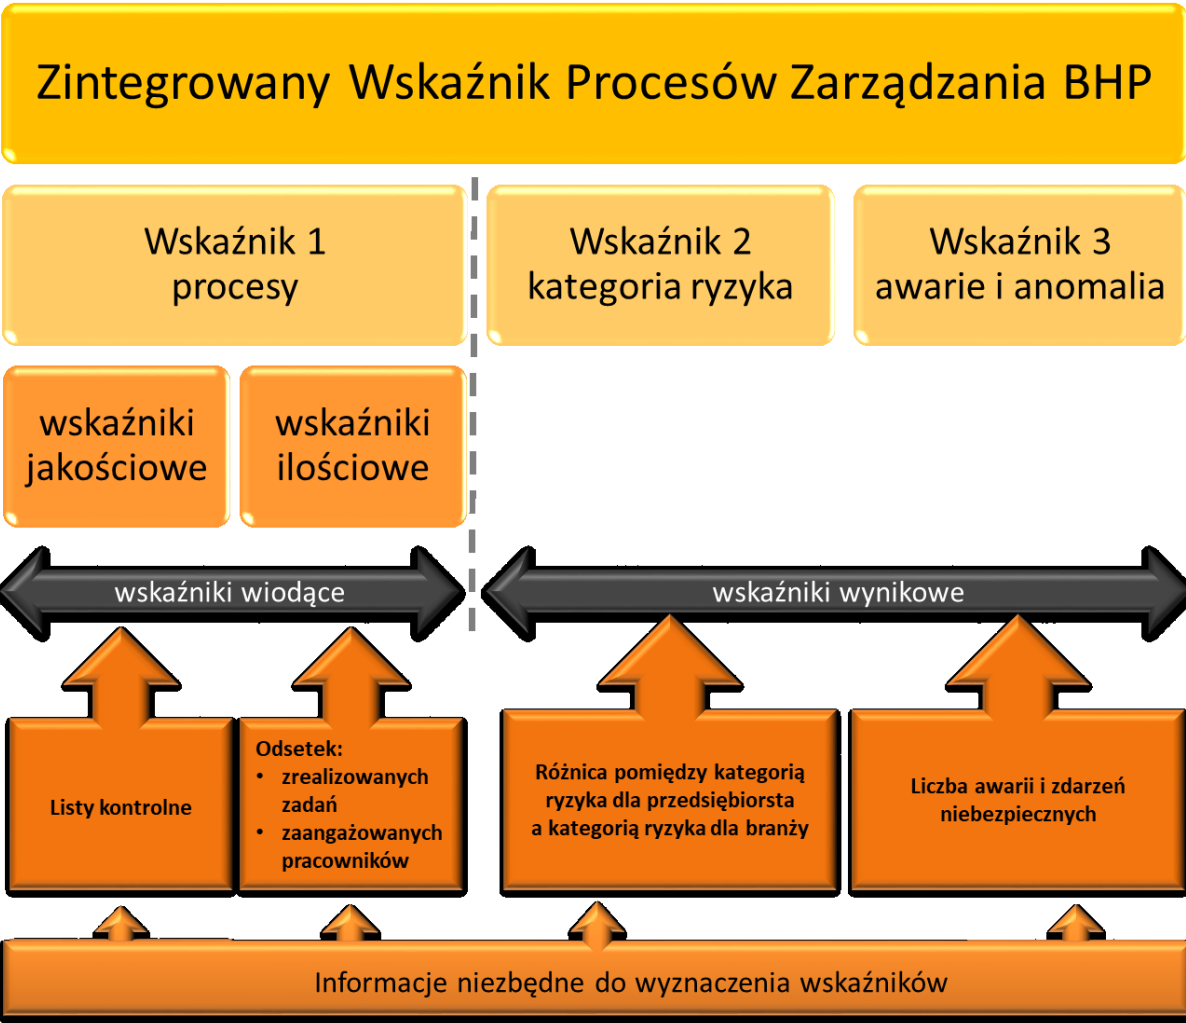 Zintegrowany Wskaźnik Procesów Zarządzania BHP
Wskaźnik 1
procesy
Wskaźnik 2
kategoria ryzyka
Wskaźnik 3
awarie i anomalia
wskaźniki
jakościowe
wskaźniki
ilościowe
wskaźniki wiodące
wskaźniki wynikowe
Listy kontrolne
Odsetek:
• zrealizowanych
zadań
• zaangażowanych
pracowników
Różnica pomiędzy kategorią
ryzyka dla przedsiębiorsta
a kategorią ryzyka dla branży
Liczba awarii i zdarzeń
niebezpiecznych
Informacje niezbędne do wyznaczenia wskaźników